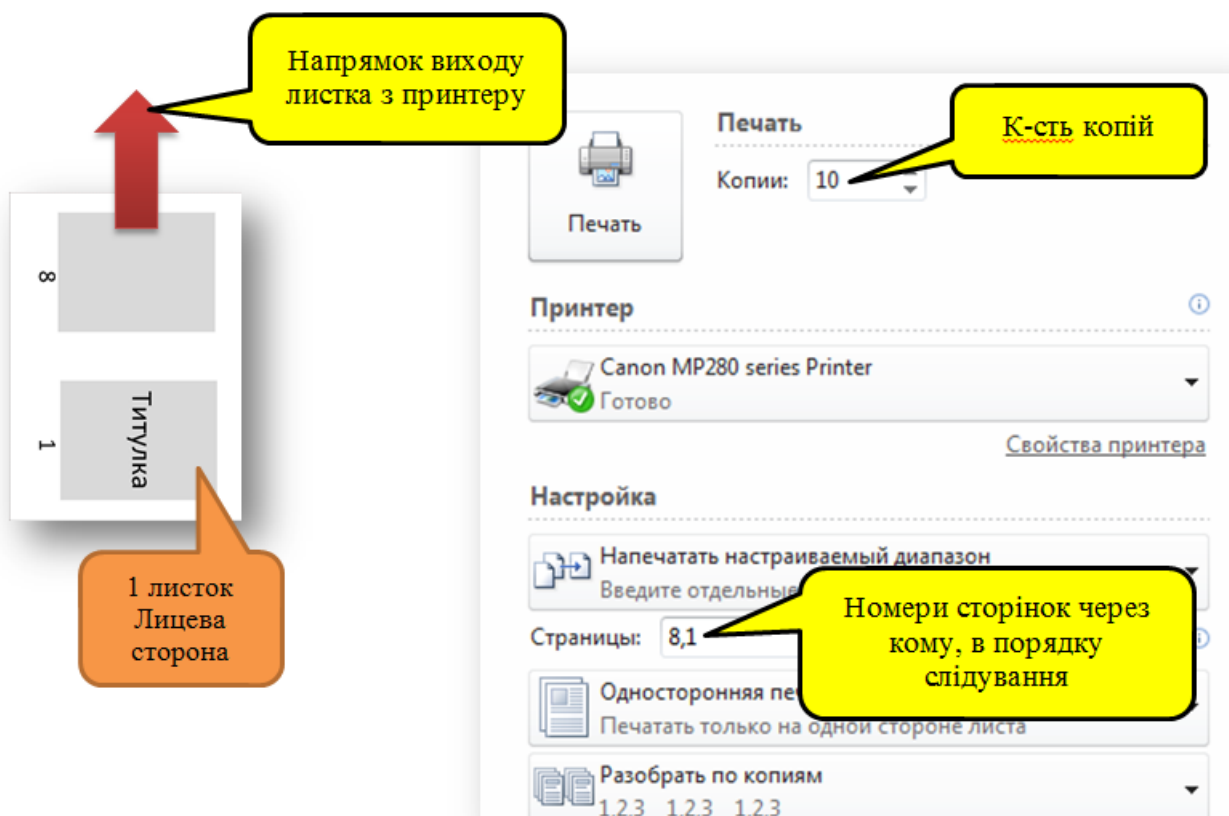 Напрямок виходу
листка з принтеру
8
Титулка
1
1 листок
Лицева
сторона
Печать
К-сть копій
Копии: 10
Печать
Принтер
Canon MP280 series Printer
Готово
Свойства принтера
Настройка
Напечатать настраиваемый диапазон
Введите отдельные
Номери сторінок через
кому, в порядку
слідування
Страницы: 8,1
Односторонняя
Печатать только на одной стороне листа
Разобрать по копиям
1,2,3 1,2,3 1,2,3